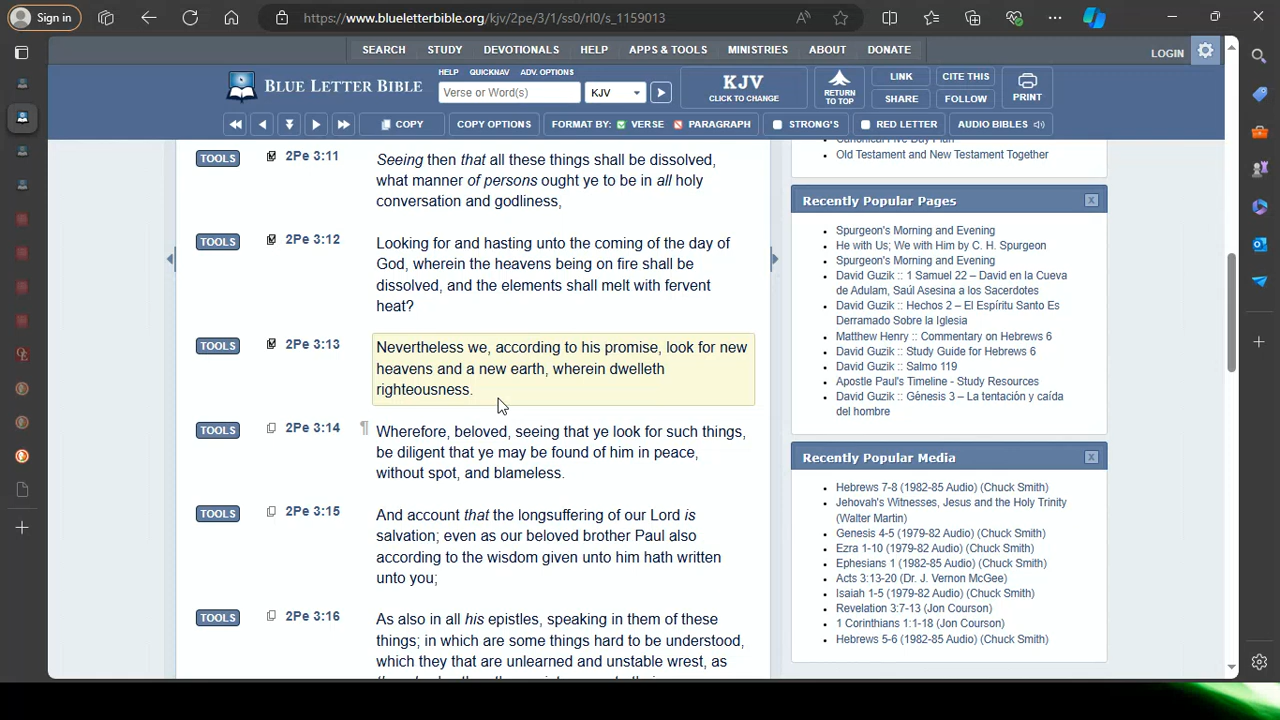 Sign in
https://www.blueletterbible.org/kjv/2pe/3/1/ss0/rl0/s_1159013
SEARCH STUDY DEVOTIONALS HELP APPS & TOOLS MINISTRIES ABOUT DONATE
LOGIN
BLUE LETTER BIBLE
HELP QUICKNAV ADV. OPTIONS
Verse or Word(s) KJV
KJV
CLICK TO CHANGE
RETURN
TO TOP
LINK
CITE THIS
SHARE
FOLLOW
PRINT
COPY COPY OPTIONS FORMAT BY: VERSE PARAGRAPH STRONG'S RED LETTER AUDIO BIBLES
TOOLS 2Pe 3:11 Seeing then that all these things shall be dissolved,
what manner of persons ought ye to be in all holy
conversation and godliness,
TOOLS 2Pe 3:12 Looking for and hasting unto the coming of the day of
God, wherein the heavens being on fire shall be
dissolved, and the elements shall melt with fervent
heat?
TOOLS 2Pe 3:13 Nevertheless we, according to his promise, look for new
heavens and a new earth, wherein dwelleth
righteousness.
TOOLS 2Pe 3:14 ¶ Wherefore, beloved, seeing that ye look for such things,
be diligent that ye may be found of him in peace,
without spot, and blameless.
TOOLS 2Pe 3:15 And account that the longsuffering of our Lord is
salvation; even as our beloved brother Paul also
according to the wisdom given unto him hath written
unto you;
TOOLS 2Pe 3:16 As also in all his epistles, speaking in them of these
things; in which are some things hard to be understood,
which they that are unlearned and unstable wrest, as
Old Testament and New Testament Together
Recently Popular Pages
Spurgeon's Morning and Evening
He with Us; We with Him by C. H. Spurgeon
Spurgeon's Morning and Evening
David Guzik :: 1 Samuel 22 – David en la Cueva
de Adulam, Saúl Asesina a los Sacerdotes
David Guzik :: Hechos 2 – El Espíritu Santo Es
Derramado Sobre la Iglesia
Matthew Henry :: Commentary on Hebrews 6
David Guzik :: Study Guide for Hebrews 6
David Guzik :: Salmo 119
Apostle Paul's Timeline - Study Resources
David Guzik :: Génesis 3 – La tentación y caída
del hombre
Recently Popular Media
Hebrews 7-8 (1982-85 Audio) (Chuck Smith)
Jehovah's Witnesses, Jesus and the Holy Trinity
(Walter Martin)
Genesis 4-5 (1979-82 Audio) (Chuck Smith)
Ezra 1-10 (1979-82 Audio) (Chuck Smith)
Ephesians 1 (1982-85 Audio) (Chuck Smith)
Acts 3:13-20 (Dr. J. Vernon McGee)
Isaiah 1-5 (1979-82 Audio) (Chuck Smith)
Revelation 3:7-13 (Jon Courson)
1 Corinthians 1:1-18 (Jon Courson)
Hebrews 5-6 (1982-85 Audio) (Chuck Smith)